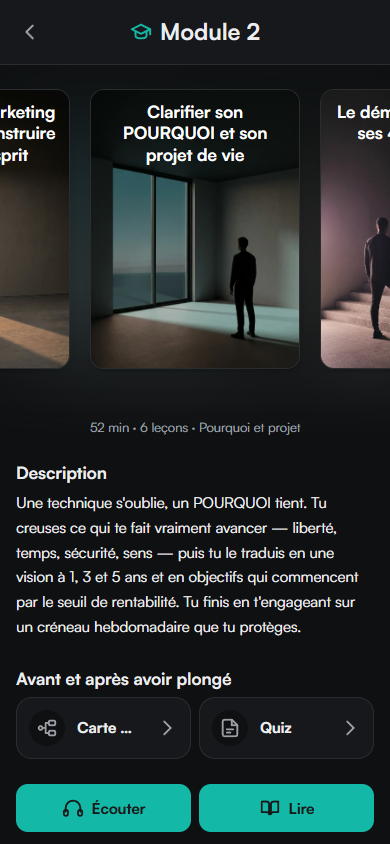 Module 2
rketing
nstruire
sprit
Clarifier son
POURQUOI et son
projet de vie
Le dém
ses 4
52 min · 6 leçons · Pourquoi et projet
Description
Une technique s'oublie, un POURQUOI tient. Tu
creuses ce qui te fait vraiment avancer — liberté,
temps, sécurité, sens — puis tu le traduis en une
vision à 1, 3 et 5 ans et en objectifs qui commencent
par le seuil de rentabilité. Tu finis en t'engageant sur
un créneau hebdomadaire que tu protèges.
Avant et après avoir plongé
Carte ...
Quiz
Écouter
Lire